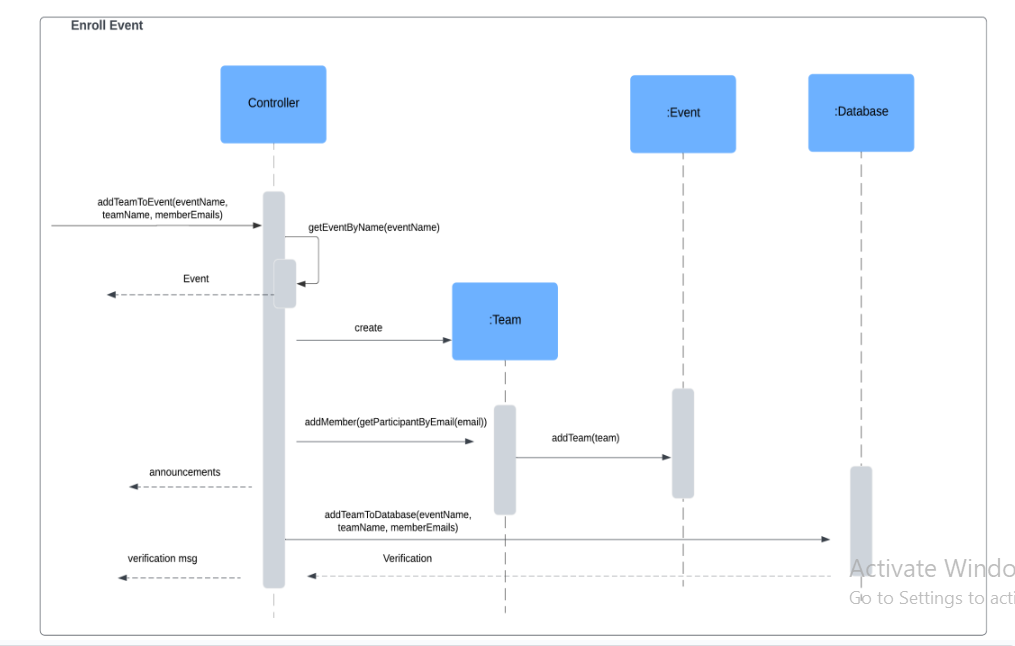 Enroll Event
Controller
:Event
:Database
addTeamToEvent(eventName,
teamName, memberEmails)
getEventByName(eventName)
Event
create
:Team
addMember(getParticipantByEmail(email))
addTeam(team)
announcements
addTeamToDatabase(eventName,
teamName, memberEmails)
verification msg
Verification
Activate Windo
Go to Settings to acti